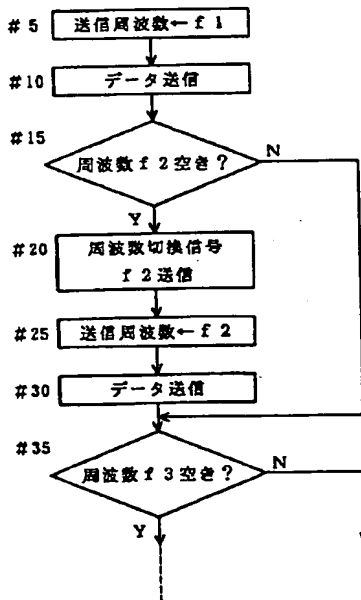 #5 送信周波数←f1
#10 データ送信
#15
周波数f2空き?
N
Y
#20 周波数切換信号
f2送信
#25 送信周波数←f2
#30 データ送信
#35
周波数f3空き?
N
Y